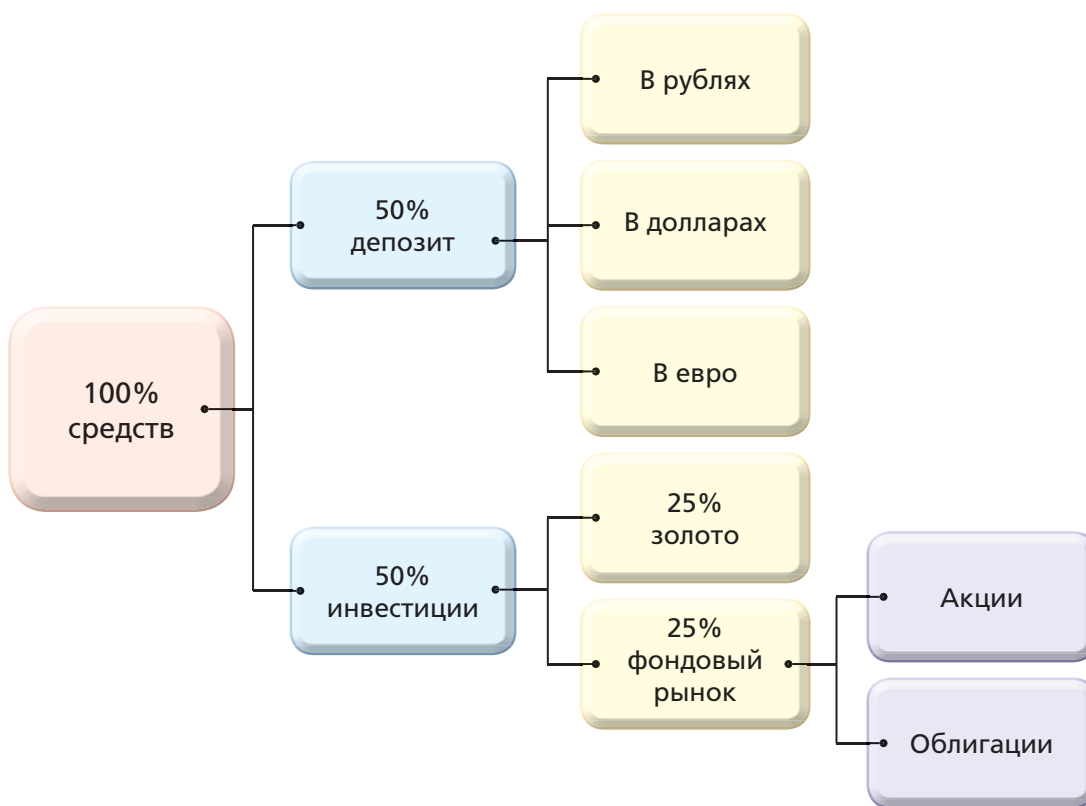 100%
средств
50%
депозит
В рублях
В долларах
В евро
50%
инвестиции
25%
золото
25%
фондовый
рынок
Акции
Облигации